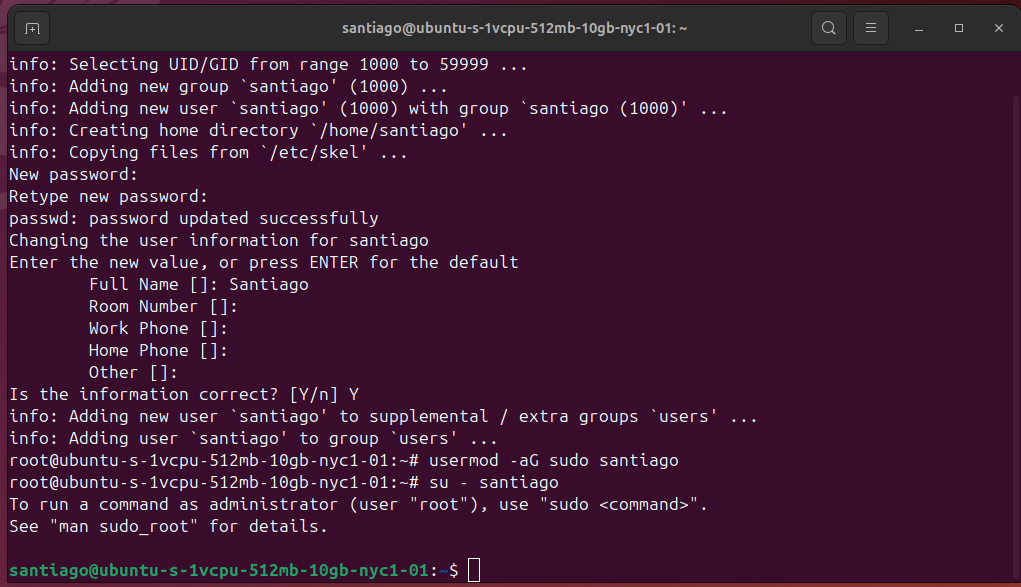 santiago@ubuntu-s-1vcpu-512mb-10gb-nyc1-01: ~
info: Selecting UID/GID from range 1000 to 59999 ...
info: Adding new group `santiago' (1000) ...
info: Adding new user `santiago' (1000) with group `santiago (1000)' ...
info: Creating home directory `/home/santiago' ...
info: Copying files from `/etc/skel' ...
New password:
Retype new password:
passwd: password updated successfully
Changing the user information for santiago
Enter the new value, or press ENTER for the default
        Full Name []: Santiago
        Room Number []:
        Work Phone []:
        Home Phone []:
        Other []:
Is the information correct? [Y/n] Y
info: Adding new user `santiago' to supplemental / extra groups `users' ...
info: Adding user `santiago' to group `users' ...
root@ubuntu-s-1vcpu-512mb-10gb-nyc1-01:~# usermod -aG sudo santiago
root@ubuntu-s-1vcpu-512mb-10gb-nyc1-01:~# su - santiago
To run a command as administrator (user "root"), use "sudo <command>".
See "man sudo_root" for details.

santiago@ubuntu-s-1vcpu-512mb-10gb-nyc1-01:~$